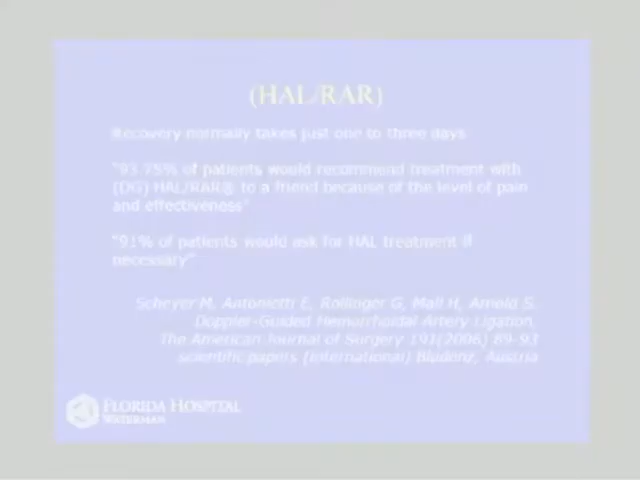 (HAL/RAR)
Recovery normally takes just one to three days
"93.75% of patients would recommend treatment with
(DG) HAL/RAR® to a friend because of the level of pain
and effectiveness"
"91% of patients would ask for HAL treatment if
necessary"
Scheyer M, Antonietti E, Rollinger G, Mall H, Arnold S.
Doppler-Guided Hemorrhoidal Artery Ligation.
The American Journal of Surgery 191(2006) 89-93
scientific papers (international) Bludenz, Austria
FLORIDA HOSPITAL
WATERMAN